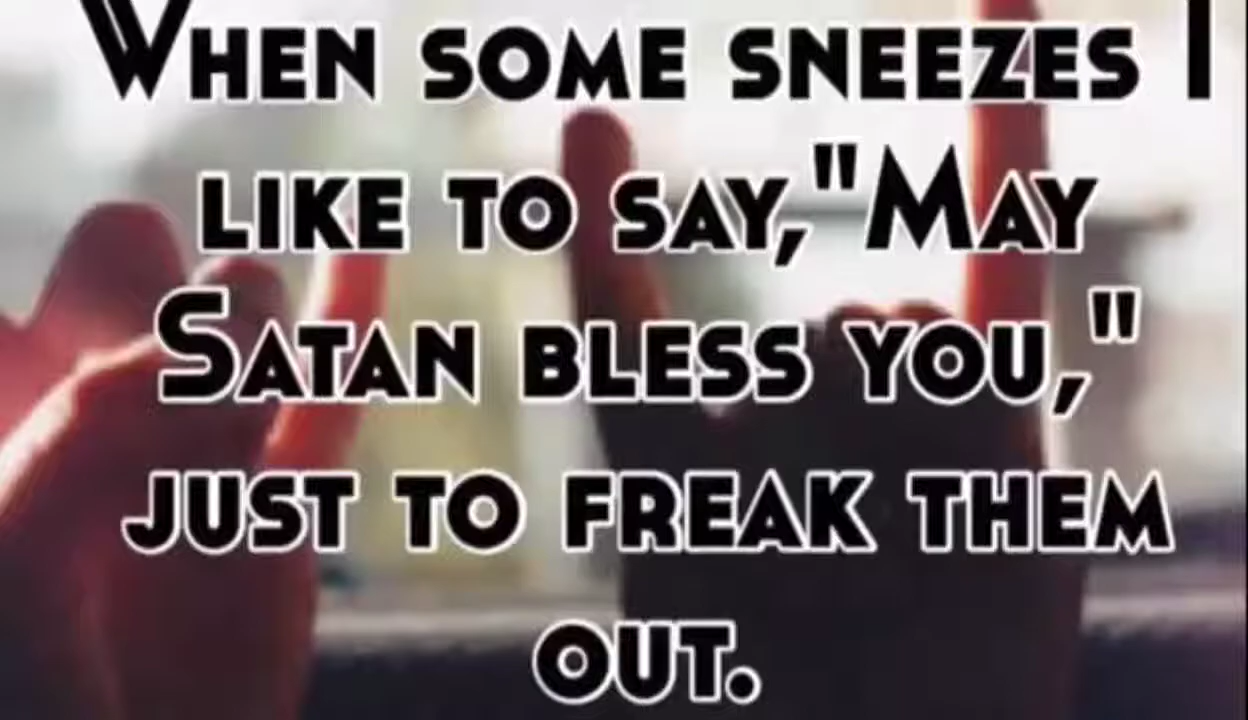 When some sneezes I
like to say,"May
Satan bless you,"
just to freak them
out.